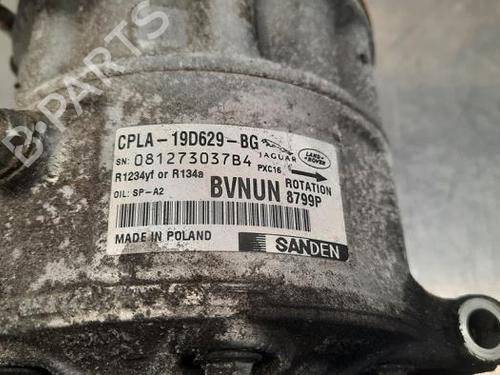 B-PARTS
CPLA-19D629-BG
JAGUAR
LAND ROVER
SN: 081273037B4
PXC16
R1234yf or R134a
BVNUN
ROTATION
OIL: SP-A2
8799P
MADE IN POLAND
SANDEN